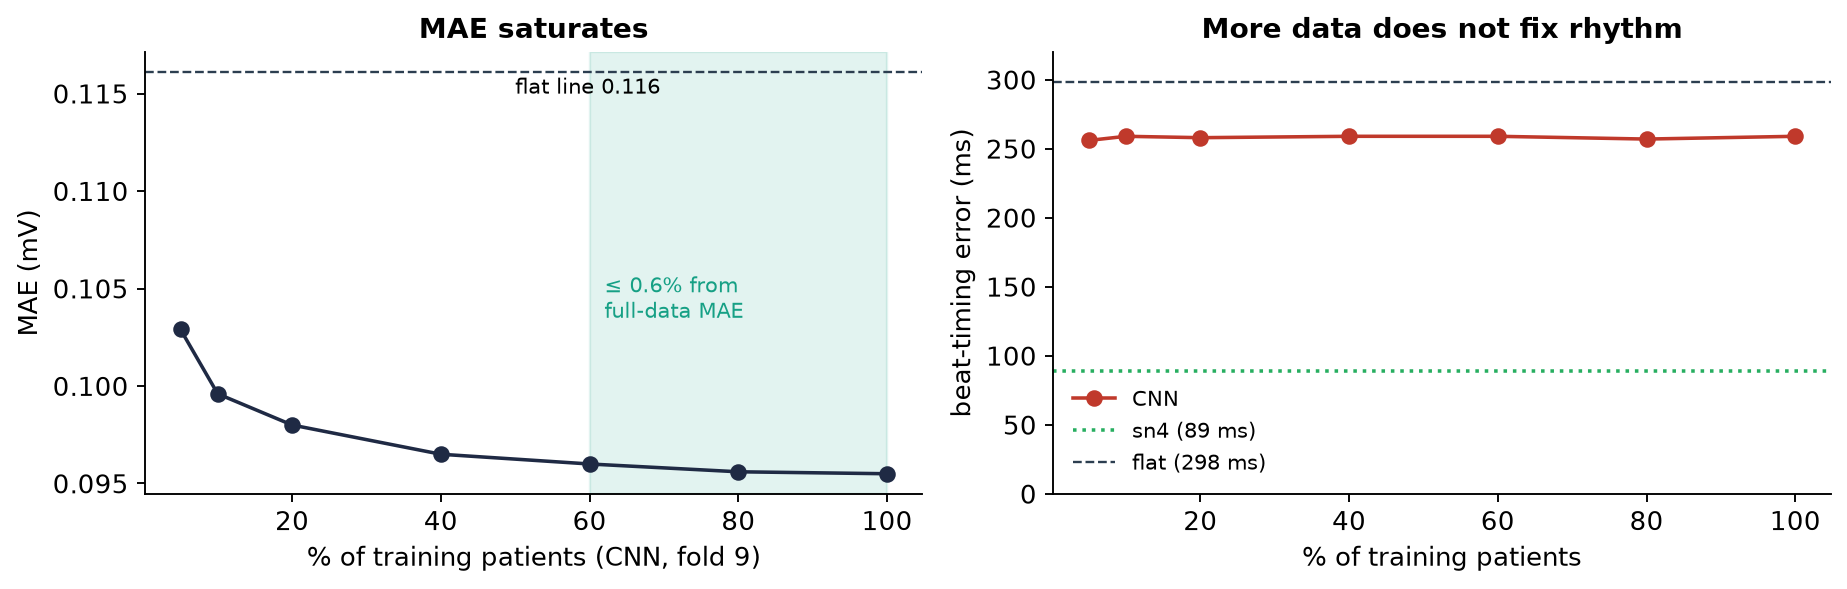 MAE saturates
flat line 0.116
≤ 0.6% from
full-data MAE
MAE (mV)
0.115
0.110
0.105
0.100
0.095
20 40 60 80 100
% of training patients (CNN, fold 9)
More data does not fix rhythm
beat-timing error (ms)
300
250
200
150
100
50
0
CNN
sn4 (89 ms)
flat (298 ms)
20 40 60 80 100
% of training patients